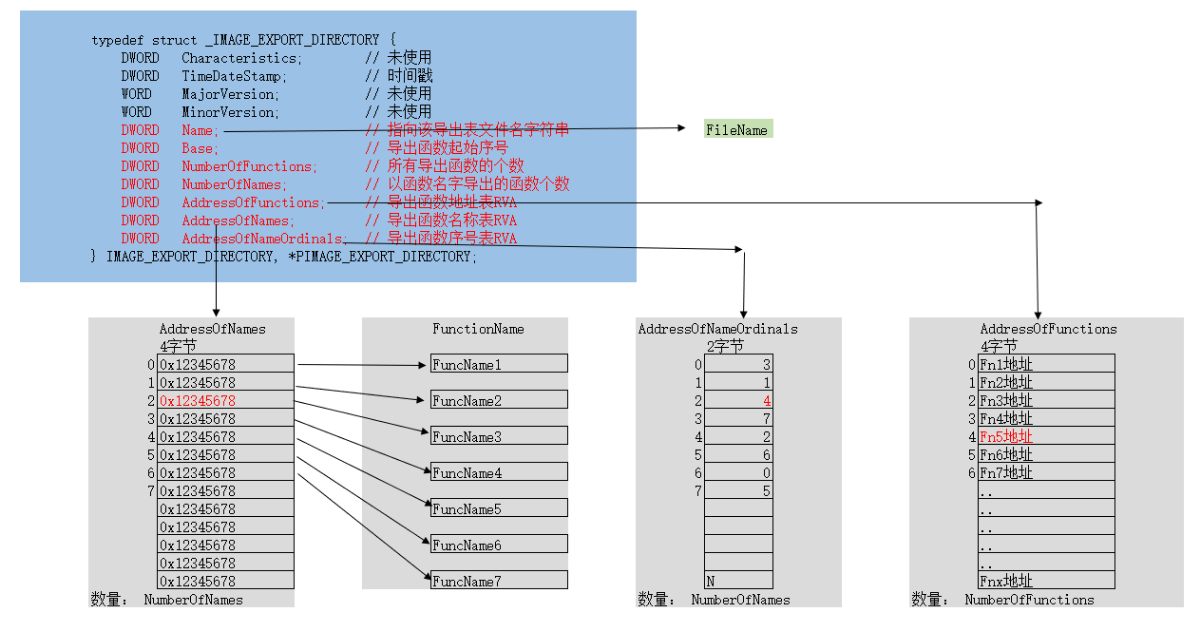 typedef struct _IMAGE_EXPORT_DIRECTORY {
DWORD Characteristics; // 未使用
DWORD TimeDateStamp; // 时间戳
WORD MajorVersion; // 未使用
WORD MinorVersion; // 未使用
DWORD Name; // 指向该导出表文件名字符串
FileName
DWORD Base; // 导出函数起始序号
DWORD NumberOfFunctions; // 所有导出函数的个数
DWORD NumberOfNames; // 以函数名字导出的函数个数
DWORD AddressOfFunctions; // 导出函数地址表RVA
DWORD AddressOfNames; // 导出函数名称表RVA
DWORD AddressOfNameOrdinals; // 导出函数序号表RVA
} IMAGE_EXPORT_DIRECTORY, *PIMAGE_EXPORT_DIRECTORY;
AddressOfNames
4字节
0 0x12345678
1 0x12345678
2 0x12345678
3 0x12345678
4 0x12345678
5 0x12345678
6 0x12345678
7 0x12345678
0x12345678
0x12345678
0x12345678
0x12345678
0x12345678
数量： NumberOfNames
FunctionName
FuncName1
FuncName2
FuncName3
FuncName4
FuncName5
FuncName6
FuncName7
AddressOfNameOrdinals
2字节
0 3
1 1
2 4
3 7
4 2
5 6
6 0
7 5
N
数量： NumberOfNames
AddressOfFunctions
4字节
0 Fn1地址
1 Fn2地址
2 Fn3地址
3 Fn4地址
4 Fn5地址
5 Fn6地址
6 Fn7地址
..
..
..
..
..
Fnx地址
数量： NumberOfFunctions